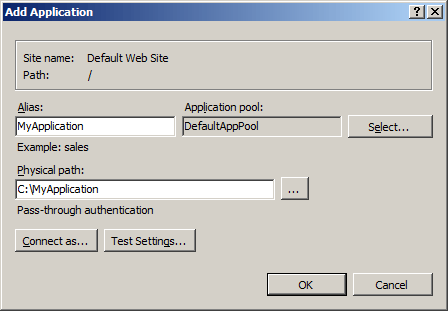 Add Application
Site name: Default Web Site
Path: /
Alias: Application pool:
MyApplication DefaultAppPool Select...
Example: sales
Physical path:
C:\MyApplication ...
Pass-through authentication
Connect as... Test Settings...
OK Cancel